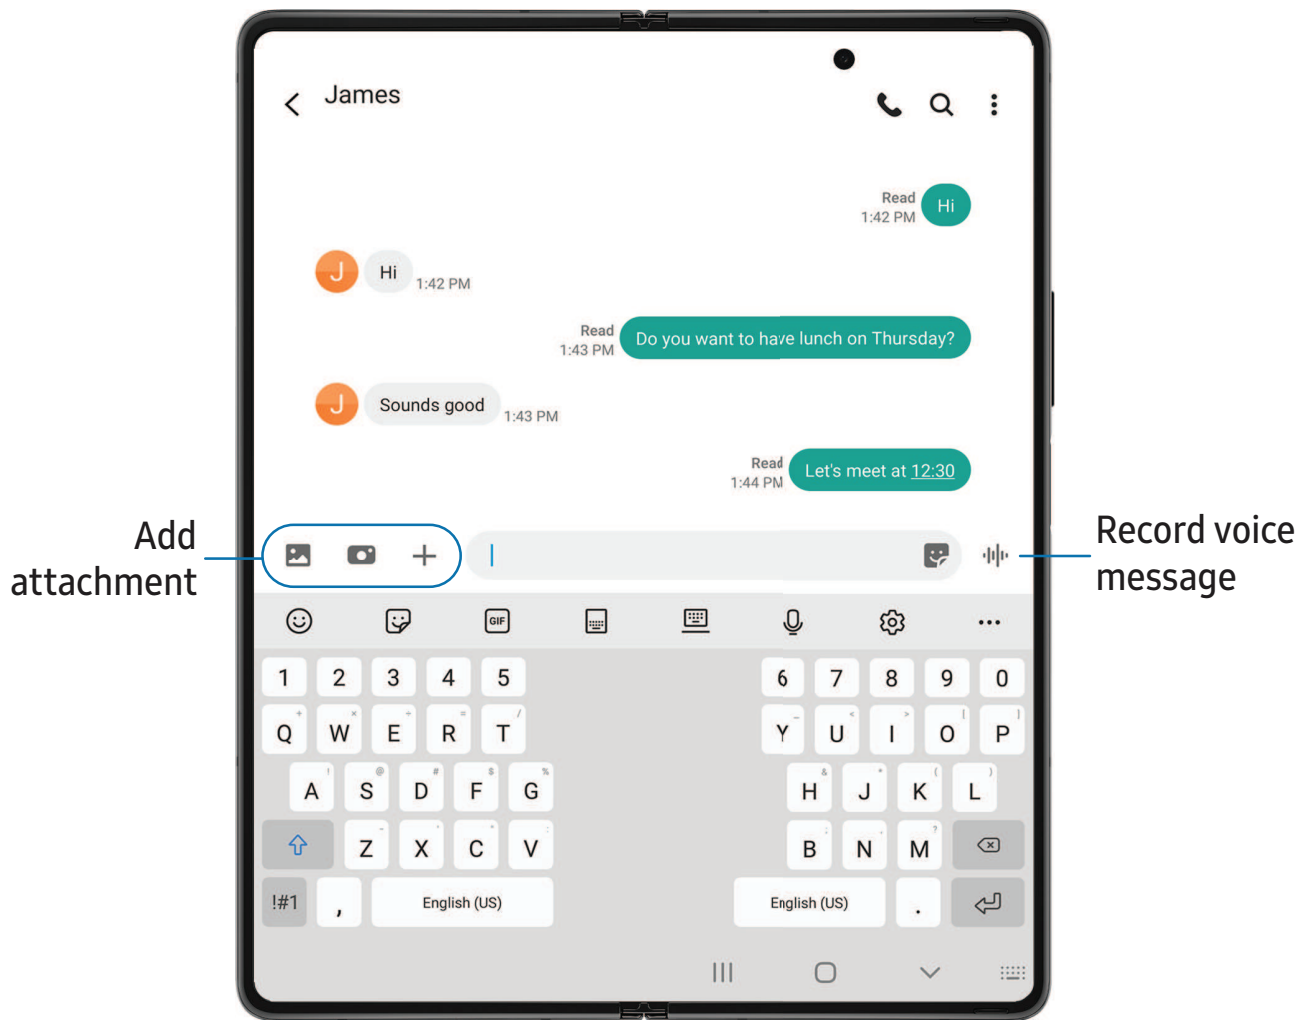 James
Read
1:42 PM
Hi
J
Hi
1:42 PM
Read
1:43 PM
Do you want to have lunch on Thursday?
J
Sounds good
1:43 PM
Read
1:44 PM
Let's meet at 12:30
Add
attachment
Record voice
message
GIF
1 2 3 4 5 6 7 8 9 0
Q W E R T Y U I O P
A S D F G H J K L
Z X C V B N M
!#1 , English (US) English (US) .